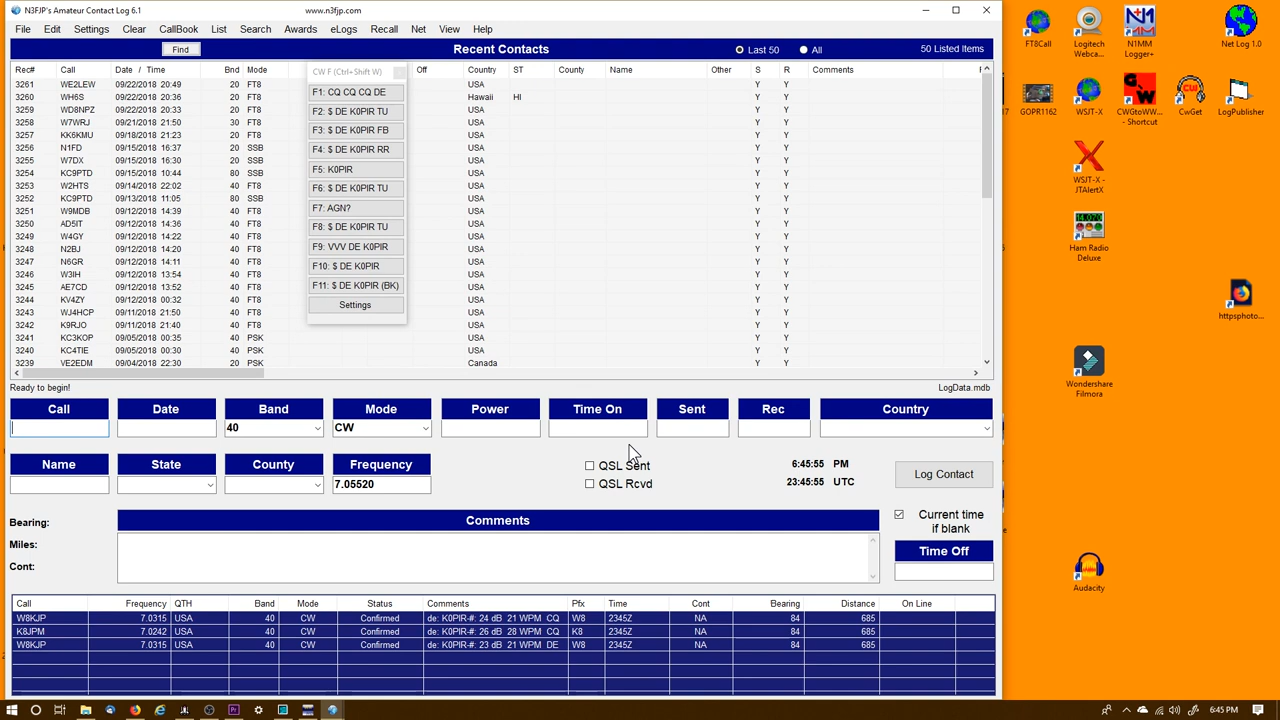 N3FJP's Amateur Contact Log 6.1 www.n3fjp.com
File Edit Settings Clear CallBook List Search Awards eLogs Recall Net View Help
Find Recent Contacts Last 50 All 50 Listed Items
Rec# Call Date / Time Bnd Mode Off Country ST County Name Other S R Comments
3261 WE2LEW 09/22/2018 20:49 20 FT8 USA Y Y
3260 WH6S 09/22/2018 20:38 20 FT8 Hawaii HI Y Y
3259 WD8NPZ 09/22/2018 20:33 20 FT8 USA Y Y
3258 W7WRJ 09/21/2018 21:50 30 FT8 USA Y Y
3257 KK6KMU 09/18/2018 21:23 20 FT8 USA Y Y
3256 N1FD 09/15/2018 16:37 20 SSB USA Y Y
3255 W7DX 09/15/2018 16:30 20 SSB USA Y Y
3254 KC9PTD 09/15/2018 10:44 80 SSB USA Y Y
3253 W2HTS 09/14/2018 22:02 40 FT8 USA Y Y
3252 KC9PTD 09/13/2018 11:05 80 SSB USA Y Y
3251 W9MDB 09/12/2018 14:39 40 FT8 USA Y Y
3250 AD5IT 09/12/2018 14:36 40 FT8 USA Y Y
3249 W4GY 09/12/2018 14:22 40 FT8 USA Y Y
3248 N2BJ 09/12/2018 14:20 40 FT8 USA Y Y
3247 N6GR 09/12/2018 14:11 40 FT8 USA Y Y
3246 W3IH 09/12/2018 13:54 40 FT8 USA Y Y
3245 AE7CD 09/12/2018 13:52 40 FT8 USA Y Y
3244 KV4ZY 09/12/2018 00:32 40 FT8 USA Y Y
3243 WJ4HCP 09/11/2018 21:50 40 FT8 USA Y Y
3242 K9RJO 09/11/2018 21:40 40 FT8 USA Y Y
3241 KC3KOP 09/05/2018 00:35 40 PSK USA Y Y
3240 KC4TIE 09/05/2018 00:30 40 PSK USA Y Y
3239 VE2EDM 09/04/2018 22:30 20 PSK Canada Y Y
CW F (Ctrl+Shift W)
F1: CQ CQ CQ DE
F2: $ DE K0PIR TU
F3: $ DE K0PIR FB
F4: $ DE K0PIR RR
F5: K0PIR
F6: $ DE K0PIR TU
F7: AGN?
F8: $ DE K0PIR TU
F9: VVV DE K0PIR
F10: $ DE K0PIR
F11: $ DE K0PIR (BK)
Settings
Ready to begin! LogData.mdb
Call Date Band Mode Power Time On Sent Rec Country
40 CW
Name State County Frequency QSL Sent 6:45:55 PM
7.05520 QSL Rcvd 23:45:55 UTC
Log Contact
Current time
if blank
Bearing: Comments
Miles:
Cont:
Time Off
Call Frequency QTH Band Mode Status Comments Pfx Time Cont Bearing Distance On Line
W8KJP 7.0315 USA 40 CW Confirmed de: K0PIR-#: 24 dB 21 WPM CQ W8 2345Z NA 84 685
K8JPM 7.0242 USA 40 CW Confirmed de: K0PIR-#: 26 dB 28 WPM CQ K8 2345Z NA 84 685
W8KJP 7.0315 USA 40 CW Confirmed de: K0PIR-#: 23 dB 21 WPM DE W8 2345Z NA 84 685
FT8Call
Logitech
Webca...
N1MM
Logger+
Net Log 1.0
GOPR1162
WSJT-X
CWGtoWW...
- Shortcut
CwGet
LogPublisher
WSJT-X -
JTAlertX
Ham Radio
Deluxe
httpsphoto...
Wondershare
Filmora
Audacity
6:45 PM